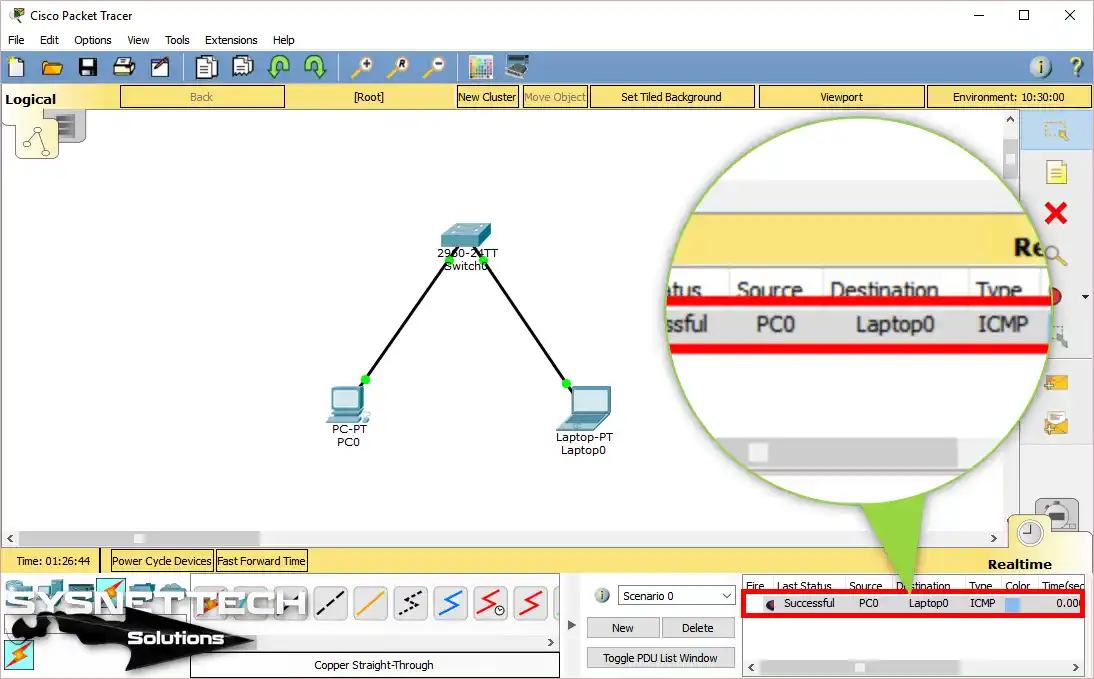 Cisco Packet Tracer
File Edit Options View Tools Extensions Help
Logical Back [Root] New Cluster Move Object Set Tiled Background Viewport Environment: 10:30:00
2960-24TT
Switch0
PC-PT
PC0
Laptop-PT
Laptop0
Re
atus Source Destination Type
ssful PC0 Laptop0 ICMP
Time: 01:26:44 Power Cycle Devices Fast Forward Time
Realtime
SYSNETTECH
Solutions
Copper Straight-Through
Scenario 0
New Delete
Toggle PDU List Window
Fire Last Status Source Destination Type Color Time(sec
Successful PC0 Laptop0 ICMP 0.000